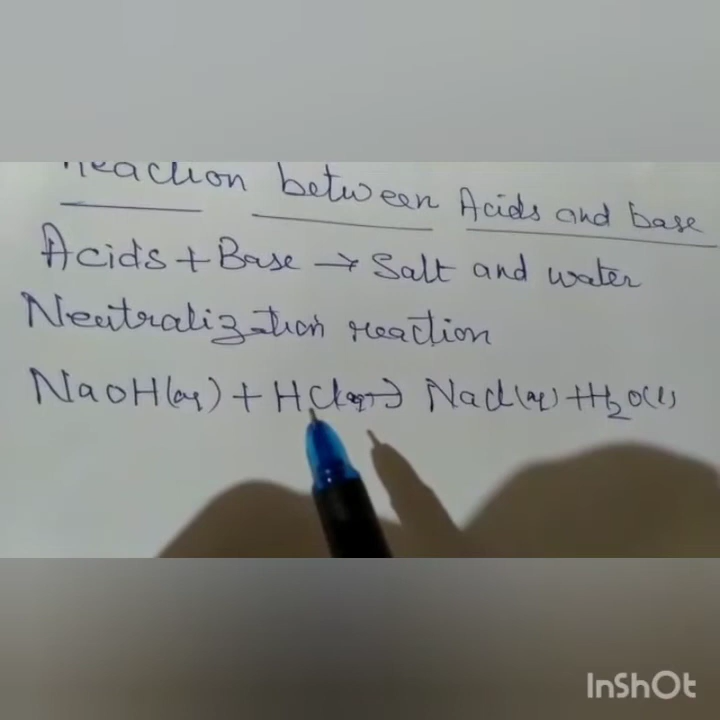 Reaction between Acids and base
Acids + Base → Salt and water
Neutralization reaction
NaOH(aq) + HCl(aq) → NaCl(aq) + H₂O(l)
InShOt